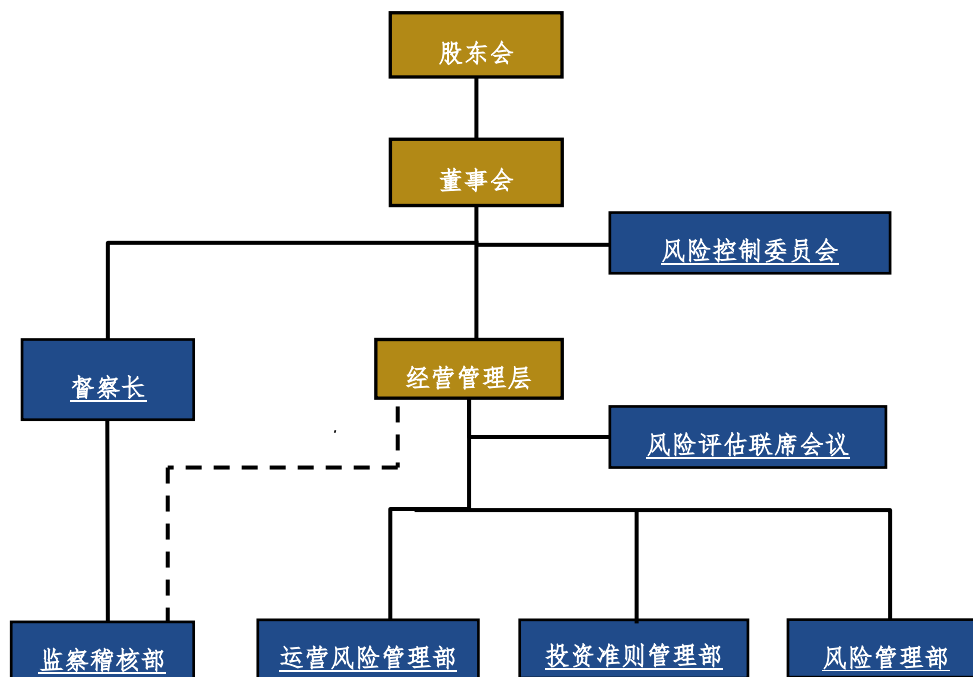 股东会
董事会
风险控制委员会
督察长
经营管理层
风险评估联席会议
监察稽核部
运营风险管理部
投资准则管理部
风险管理部